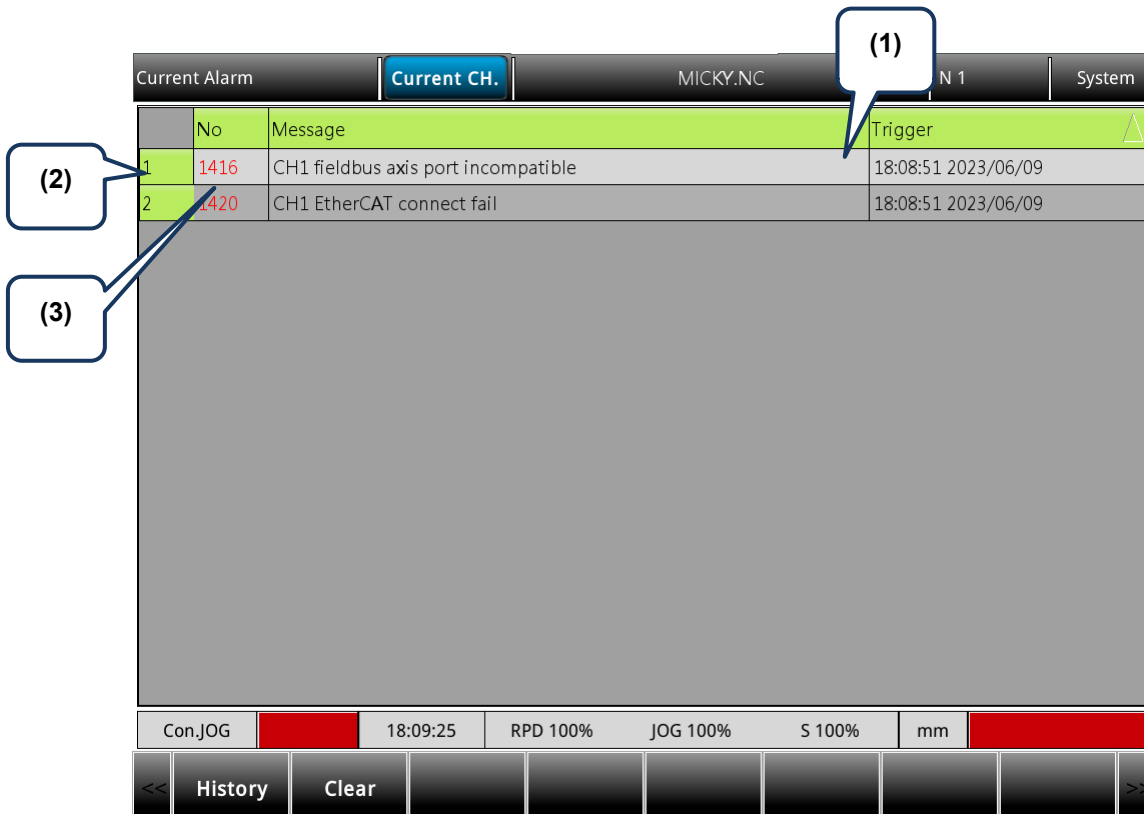 (1)
Current Alarm Current CH. MICKY.NC N 1 System
No Message Trigger
(2)
1 1416 CH1 fieldbus axis port incompatible 18:08:51 2023/06/09
2 1420 CH1 EtherCAT connect fail 18:08:51 2023/06/09
(3)
Con.JOG 18:09:25 RPD 100% JOG 100% S 100% mm
<< History Clear >>